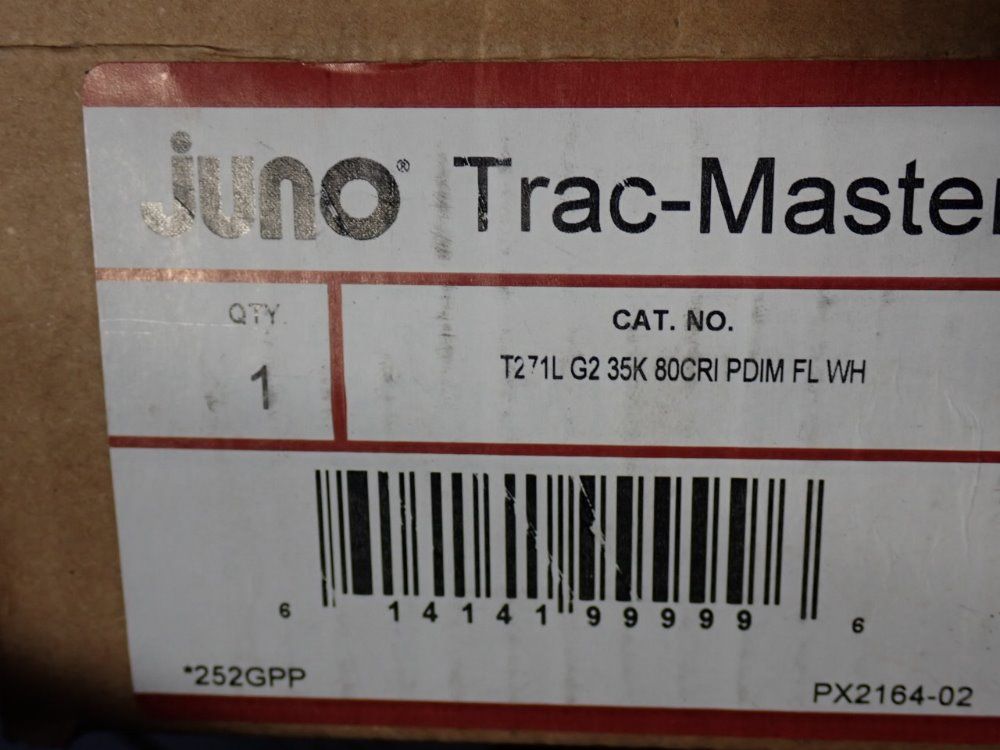 juno® Trac-Master
QTY.
1
CAT. NO.
T271L G2 35K 80CRI PDIM FL WH
6 14141 99999 6
*252GPP
PX2164-02